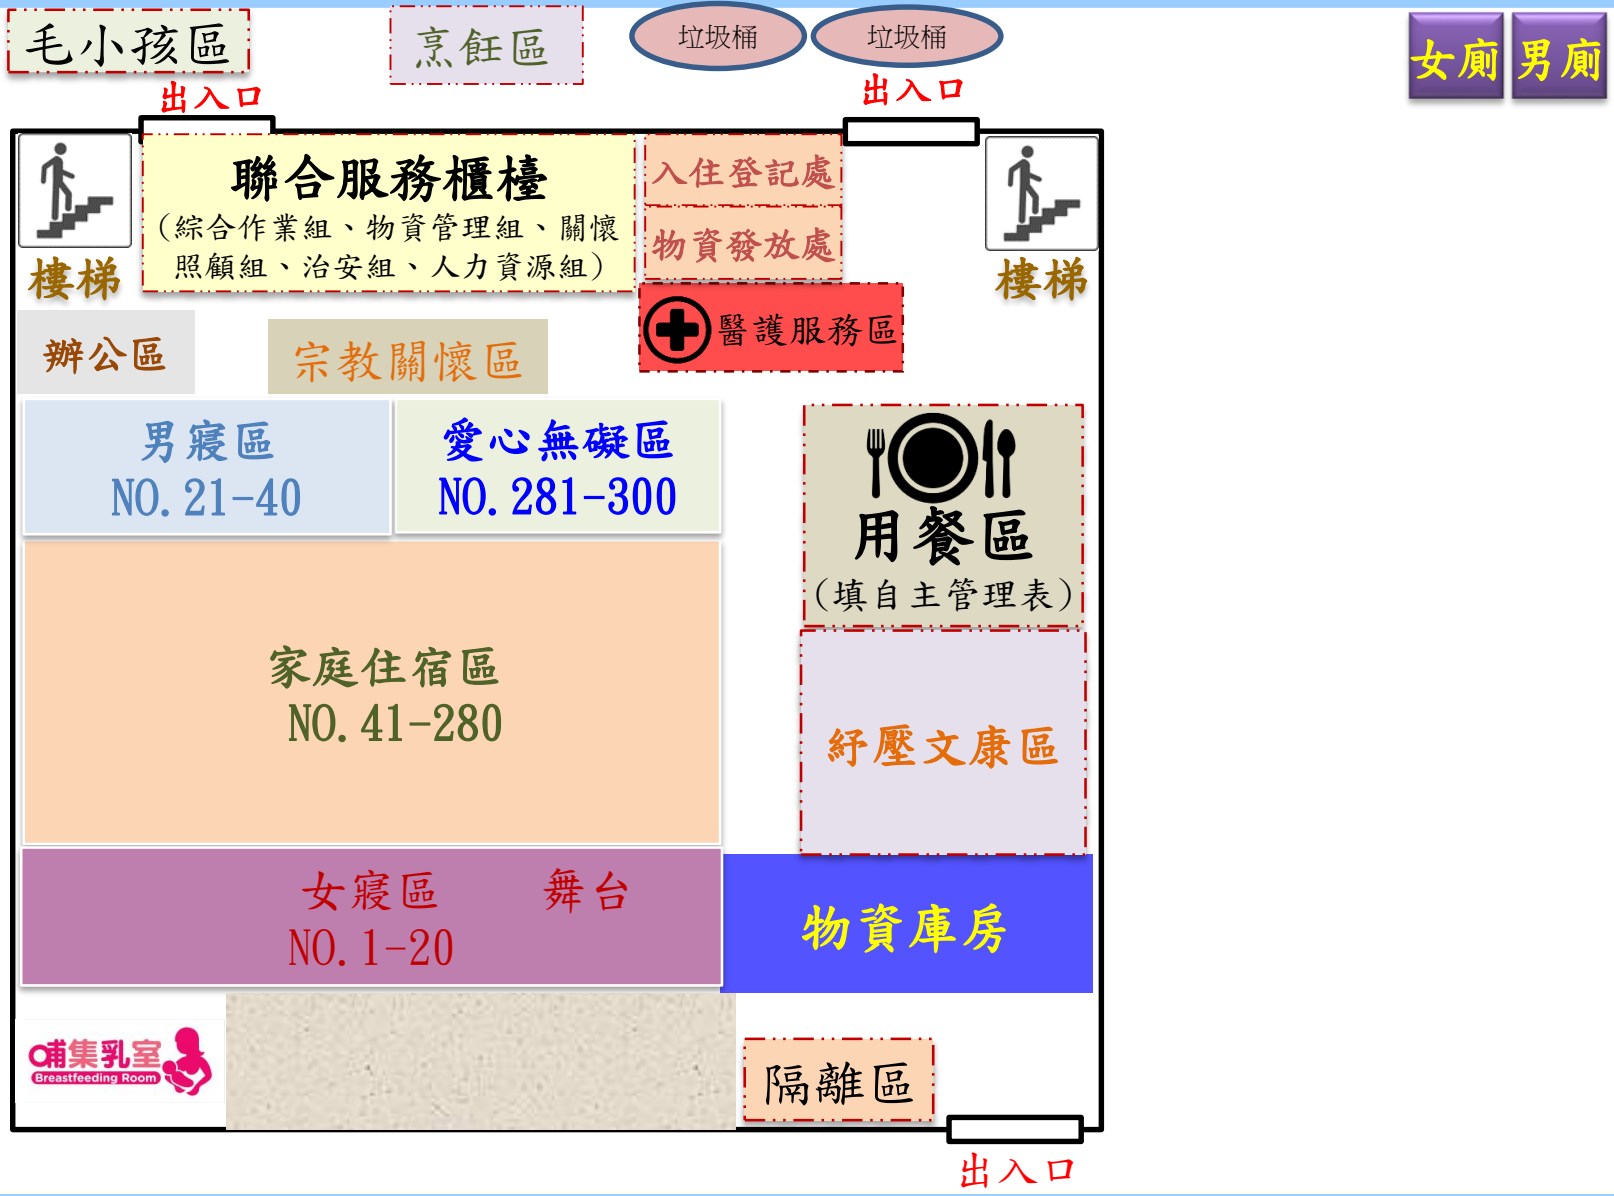 毛小孩區
烹飪區
垃圾桶
垃圾桶
女廁
男廁
出入口
出入口
聯合服務櫃檯
（綜合作業組、物資管理組、關懷
照顧組、治安組、人力資源組）
入住登記處
物資發放處
樓梯
樓梯
醫護服務區
辦公區
宗教關懷區
男寢區
NO.21-40
愛心無礙區
NO.281-300
用餐區
（填自主管理表）
家庭住宿區
NO.41-280
紓壓文康區
女寢區 舞台
NO.1-20
物資庫房
哺集乳室
Breastfeeding Room
隔離區
出入口